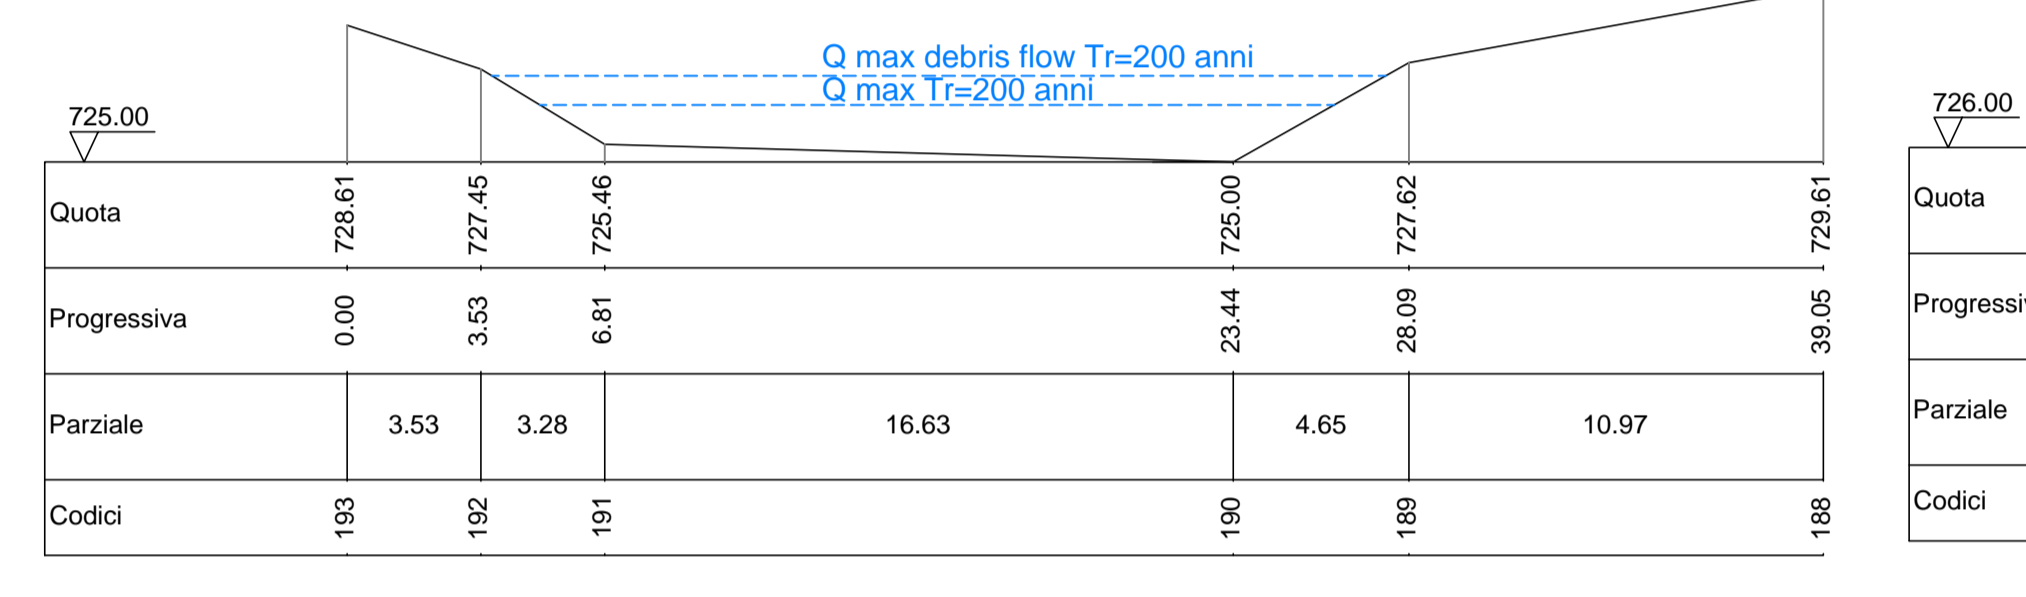 Q max debris flow Tr=200 anni
Q max Tr=200 anni
725.00
726.00
Quota 728.61 727.45 725.46 725.00 727.62 729.61
Quota
Progressiva 0.00 3.53 6.81 23.44 28.09 39.05
Progressiv
Parziale 3.53 3.28 16.63 4.65 10.97
Parziale
Codici 193 192 191 190 189 188
Codici